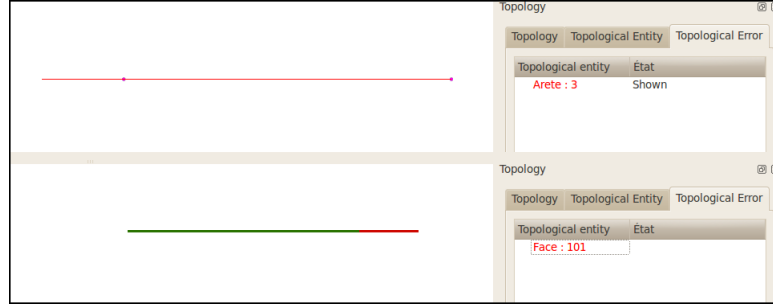 Topology
Topology Topological Entity Topological Error
Topological entity État
Arete : 3 Shown
Topology
Topology Topological Entity Topological Error
Topological entity État
Face : 101